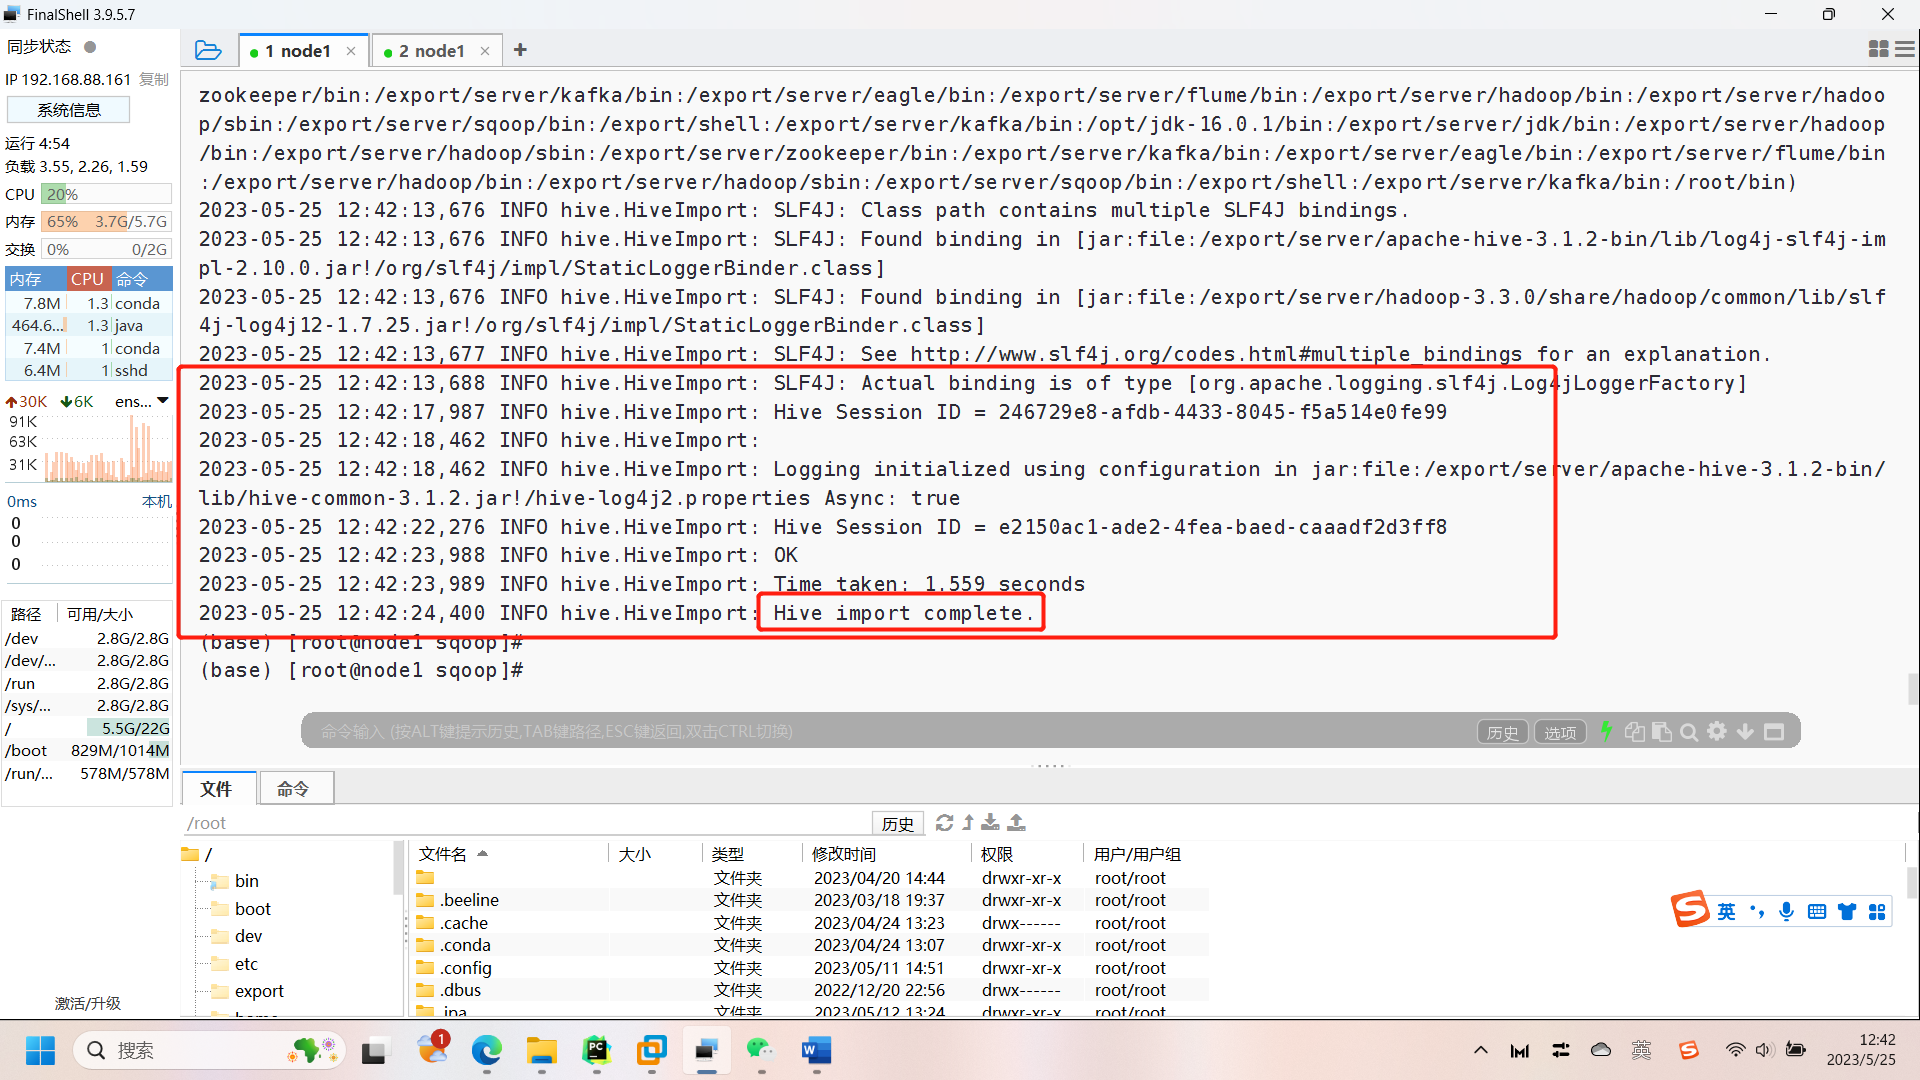 FinalShell 3.9.5.7
同步状态
IP 192.168.88.161 复制
系统信息
运行 4:54
负载 3.55, 2.26, 1.59
CPU 20%
内存 65% 3.7G/5.7G
交换 0% 0/2G
内存 CPU 命令
7.8M 1.3 conda
464.6... 1.3 java
7.4M 1 conda
6.4M 1 sshd
30K 6K ens...
91K
63K
31K
0ms 本机
0
0
0
路径 可用/大小
/dev 2.8G/2.8G
/dev/... 2.8G/2.8G
/run 2.8G/2.8G
/sys/... 2.8G/2.8G
/ 5.5G/22G
/boot 829M/1014M
/run/... 578M/578M
激活/升级
1 node1
2 node1
zookeeper/bin:/export/server/kafka/bin:/export/server/eagle/bin:/export/server/flume/bin:/export/server/hadoop/bin:/export/server/hadoo
p/sbin:/export/server/sqoop/bin:/export/shell:/export/server/kafka/bin:/opt/jdk-16.0.1/bin:/export/server/jdk/bin:/export/server/hadoop
/bin:/export/server/hadoop/sbin:/export/server/zookeeper/bin:/export/server/kafka/bin:/export/server/eagle/bin:/export/server/flume/bin
:/export/server/hadoop/bin:/export/server/hadoop/sbin:/export/server/sqoop/bin:/export/shell:/export/server/kafka/bin:/root/bin)
2023-05-25 12:42:13,676 INFO hive.HiveImport: SLF4J: Class path contains multiple SLF4J bindings.
2023-05-25 12:42:13,676 INFO hive.HiveImport: SLF4J: Found binding in [jar:file:/export/server/apache-hive-3.1.2-bin/lib/log4j-slf4j-im
pl-2.10.0.jar!/org/slf4j/impl/StaticLoggerBinder.class]
2023-05-25 12:42:13,676 INFO hive.HiveImport: SLF4J: Found binding in [jar:file:/export/server/hadoop-3.3.0/share/hadoop/common/lib/slf
4j-log4j12-1.7.25.jar!/org/slf4j/impl/StaticLoggerBinder.class]
2023-05-25 12:42:13,677 INFO hive.HiveImport: SLF4J: See http://www.slf4j.org/codes.html#multiple_bindings for an explanation.
2023-05-25 12:42:13,688 INFO hive.HiveImport: SLF4J: Actual binding is of type [org.apache.logging.slf4j.Log4jLoggerFactory]
2023-05-25 12:42:17,987 INFO hive.HiveImport: Hive Session ID = 246729e8-afdb-4433-8045-f5a514e0fe99
2023-05-25 12:42:18,462 INFO hive.HiveImport:
2023-05-25 12:42:18,462 INFO hive.HiveImport: Logging initialized using configuration in jar:file:/export/server/apache-hive-3.1.2-bin/
lib/hive-common-3.1.2.jar!/hive-log4j2.properties Async: true
2023-05-25 12:42:22,276 INFO hive.HiveImport: Hive Session ID = e2150ac1-ade2-4fea-baed-caaadf2d3ff8
2023-05-25 12:42:23,988 INFO hive.HiveImport: OK
2023-05-25 12:42:23,989 INFO hive.HiveImport: Time taken: 1.559 seconds
2023-05-25 12:42:24,400 INFO hive.HiveImport: Hive import complete.
(base) [root@node1 sqoop]#
(base) [root@node1 sqoop]#
命令输入 (按ALT键提示历史,TAB键路径,ESC键返回,双击CTRL切换)
历史 选项
文件 命令
/root 历史
/
bin
boot
dev
etc
export
home
文件名 大小 类型 修改时间 权限 用户/用户组
文件夹 2023/04/20 14:44 drwxr-xr-x root/root
.beeline 文件夹 2023/03/18 19:37 drwxr-xr-x root/root
.cache 文件夹 2023/04/24 13:23 drwx------ root/root
.conda 文件夹 2023/04/24 13:07 drwxr-xr-x root/root
.config 文件夹 2023/05/11 14:51 drwxr-xr-x root/root
.dbus 文件夹 2022/12/20 22:56 drwx------ root/root
文件夹 2023/05/12 13:24 drwxr-xr-x root/root
英
搜索
1
PC
W
英
12:42
2023/5/25